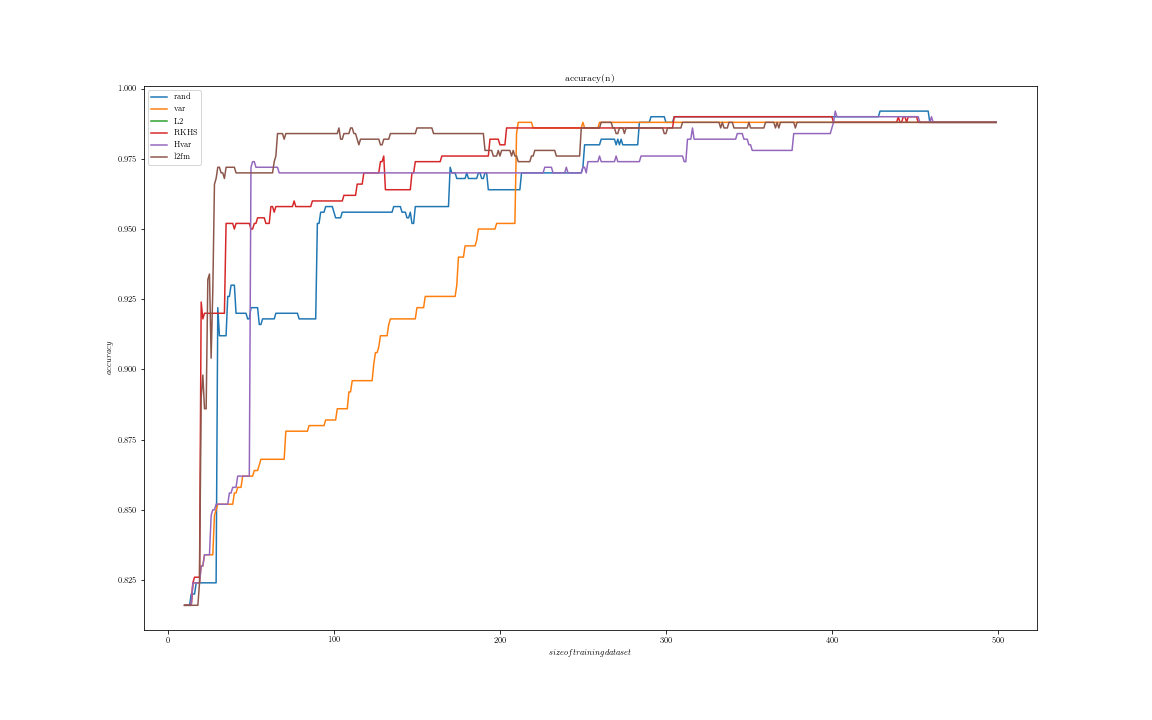 accuracy(n)
rand
var
L2
RKHS
Hvar
l2fm
1.000
0.975
0.950
0.925
0.900
0.875
0.850
0.825
accuracy
0 100 200 300 400 500
sizeoftrainingdataset